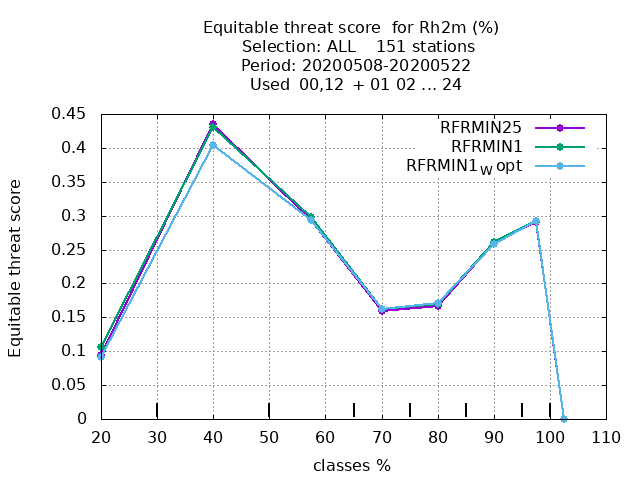 Equitable threat score  for Rh2m (%)
Selection: ALL    151 stations
Period: 20200508-20200522
Used  00,12  + 01 02 ... 24
0.45
0.4
0.35
0.3
0.25
0.2
0.15
0.1
0.05
0
Equitable threat score
RFRMIN25
RFRMIN1
RFRMIN1W opt
20 30 40 50 60 70 80 90 100 110
classes %